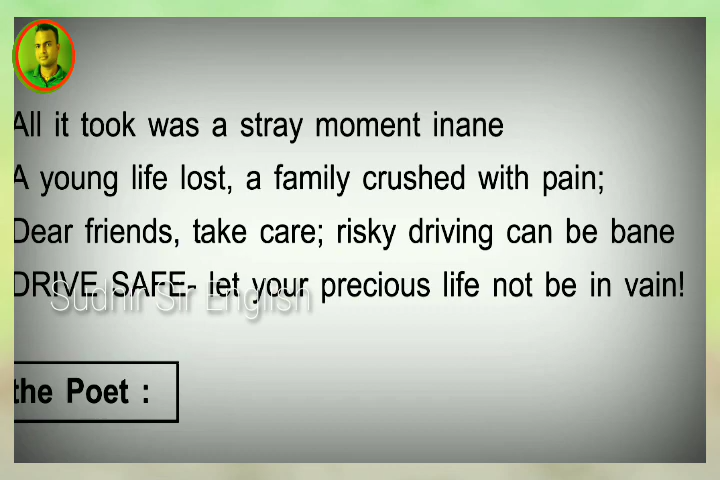 All it took was a stray moment inane
A young life lost, a family crushed with pain;
Dear friends, take care; risky driving can be bane
DRIVE SAFE- let your precious life not be in vain!
Sudhir Sir English
the Poet :